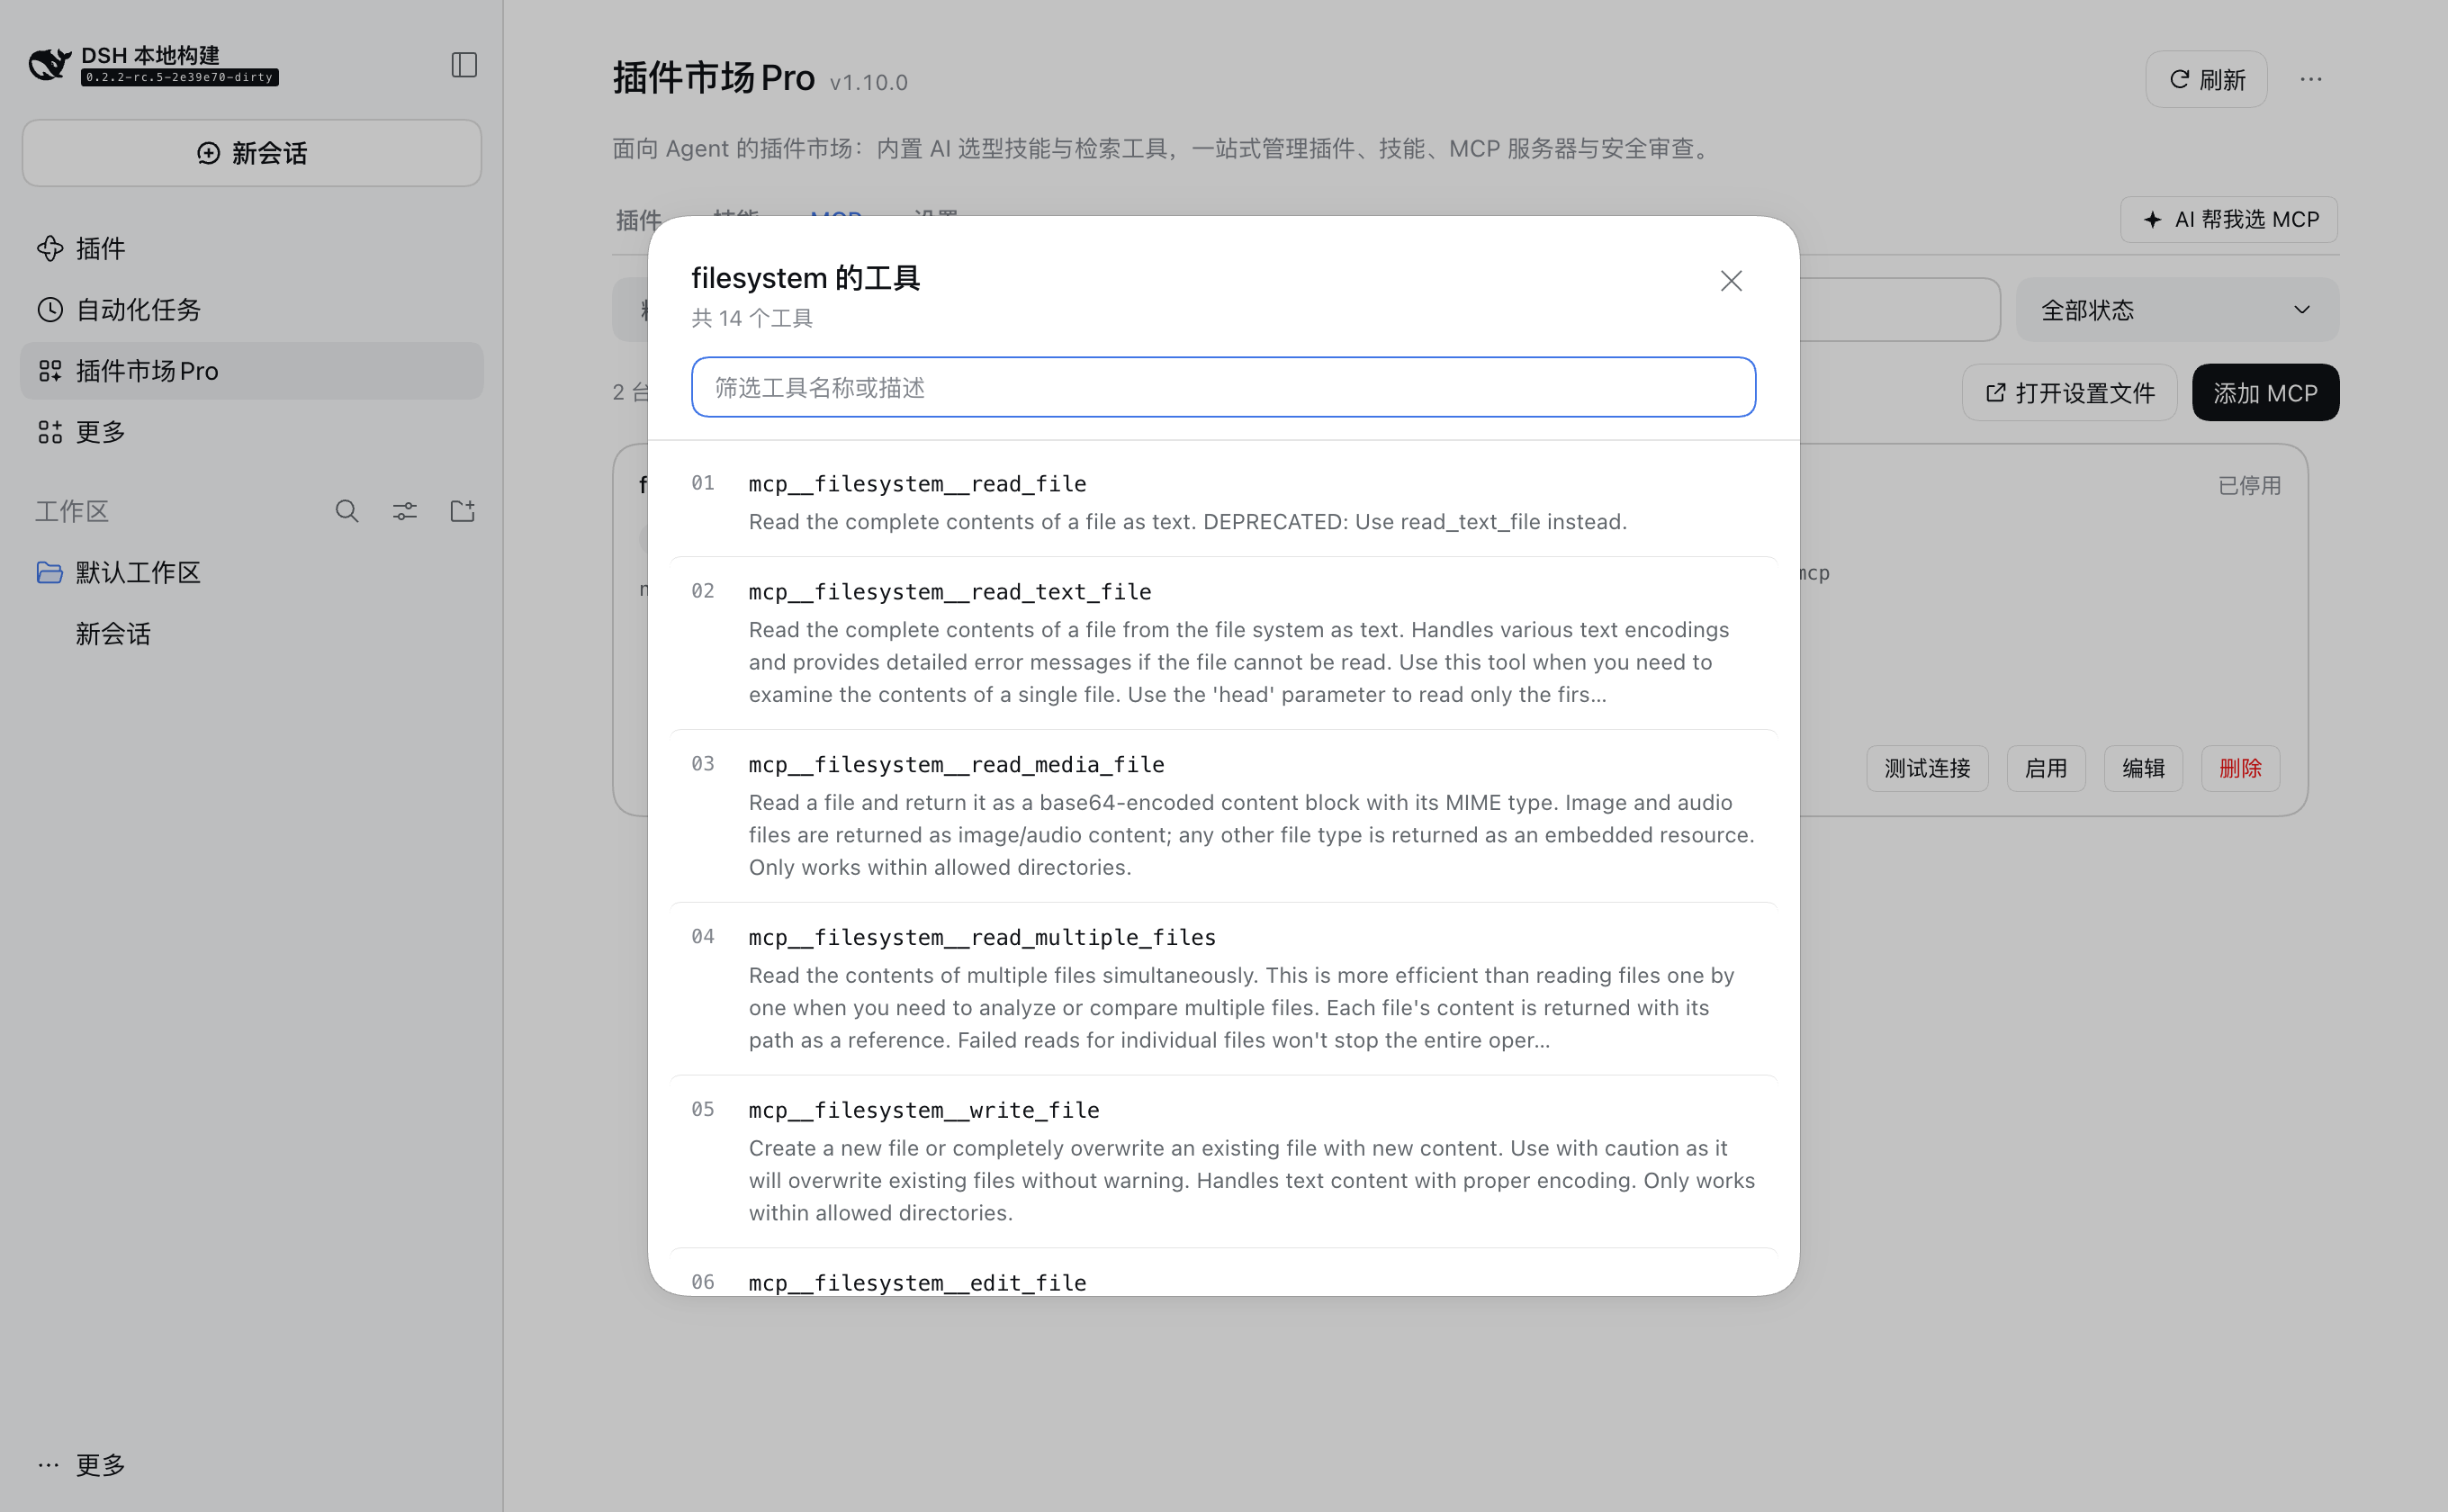 DSH 本地构建
0.2.2-rc.5-2e39e70-dirty
新会话
插件
自动化任务
插件市场Pro
更多
工作区
默认工作区
新会话
更多
插件市场Pro v1.10.0
刷新
面向 Agent 的插件市场：内置 AI 选型技能与检索工具，一站式管理插件、技能、MCP 服务器与安全审查。
插件 技能 MCP 设置
AI 帮我选 MCP
全部状态
2 台
打开设置文件
添加 MCP
已停用
mcp
测试连接
启用
编辑
删除
filesystem 的工具
共 14 个工具
筛选工具名称或描述
01 mcp__filesystem__read_file
Read the complete contents of a file as text. DEPRECATED: Use read_text_file instead.
02 mcp__filesystem__read_text_file
Read the complete contents of a file from the file system as text. Handles various text encodings
and provides detailed error messages if the file cannot be read. Use this tool when you need to
examine the contents of a single file. Use the 'head' parameter to read only the firs...
03 mcp__filesystem__read_media_file
Read a file and return it as a base64-encoded content block with its MIME type. Image and audio
files are returned as image/audio content; any other file type is returned as an embedded resource.
Only works within allowed directories.
04 mcp__filesystem__read_multiple_files
Read the contents of multiple files simultaneously. This is more efficient than reading files one by
one when you need to analyze or compare multiple files. Each file's content is returned with its
path as a reference. Failed reads for individual files won't stop the entire oper...
05 mcp__filesystem__write_file
Create a new file or completely overwrite an existing file with new content. Use with caution as it
will overwrite existing files without warning. Handles text content with proper encoding. Only works
within allowed directories.
06 mcp__filesystem__edit_file